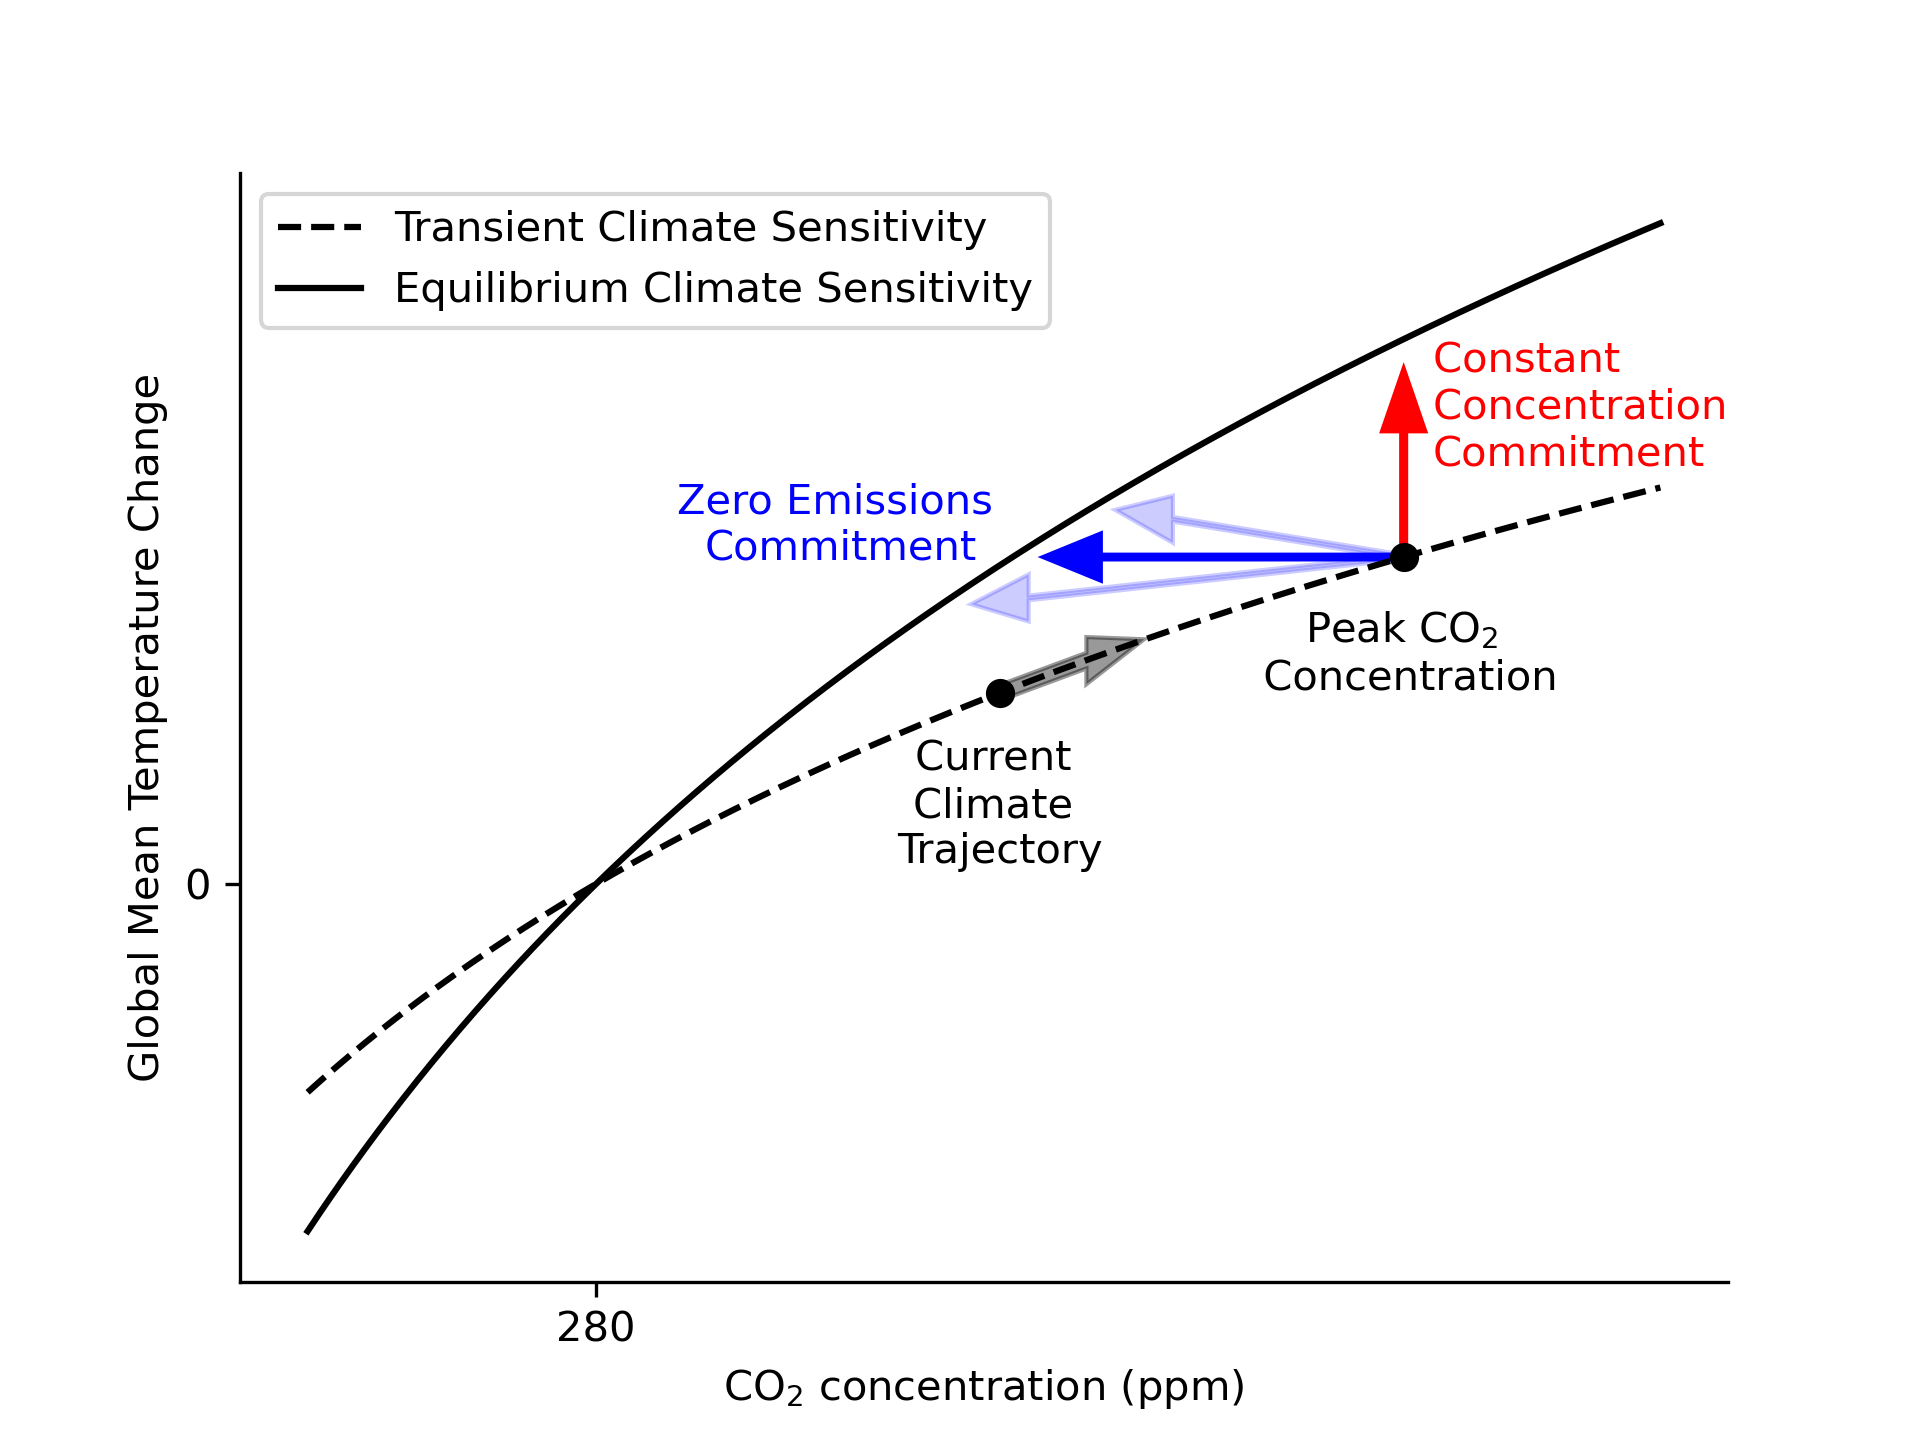 Transient Climate Sensitivity
Equilibrium Climate Sensitivity
Constant
Concentration
Commitment
Zero Emissions
Commitment
Peak CO₂
Concentration
Current
Climate
Trajectory
Global Mean Temperature Change
0
280
CO₂ concentration (ppm)